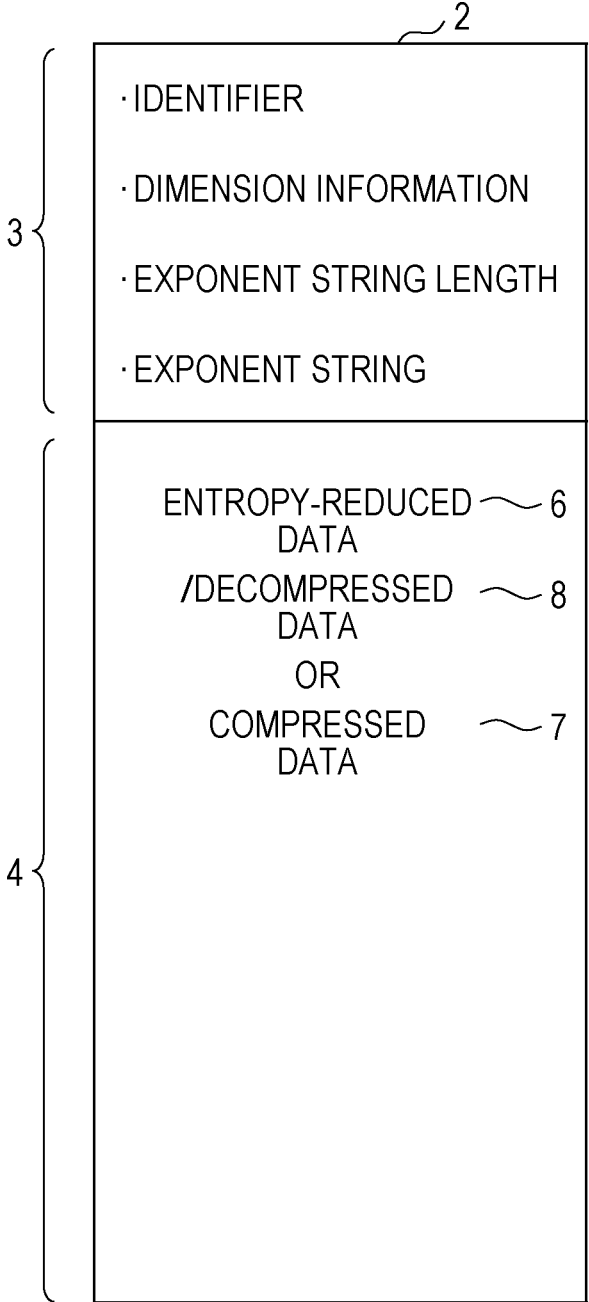 2
·IDENTIFIER
·DIMENSION INFORMATION
3
·EXPONENT STRING LENGTH
·EXPONENT STRING
ENTROPY-REDUCED 6
DATA
/DECOMPRESSED 8
DATA
OR
COMPRESSED 7
DATA
4